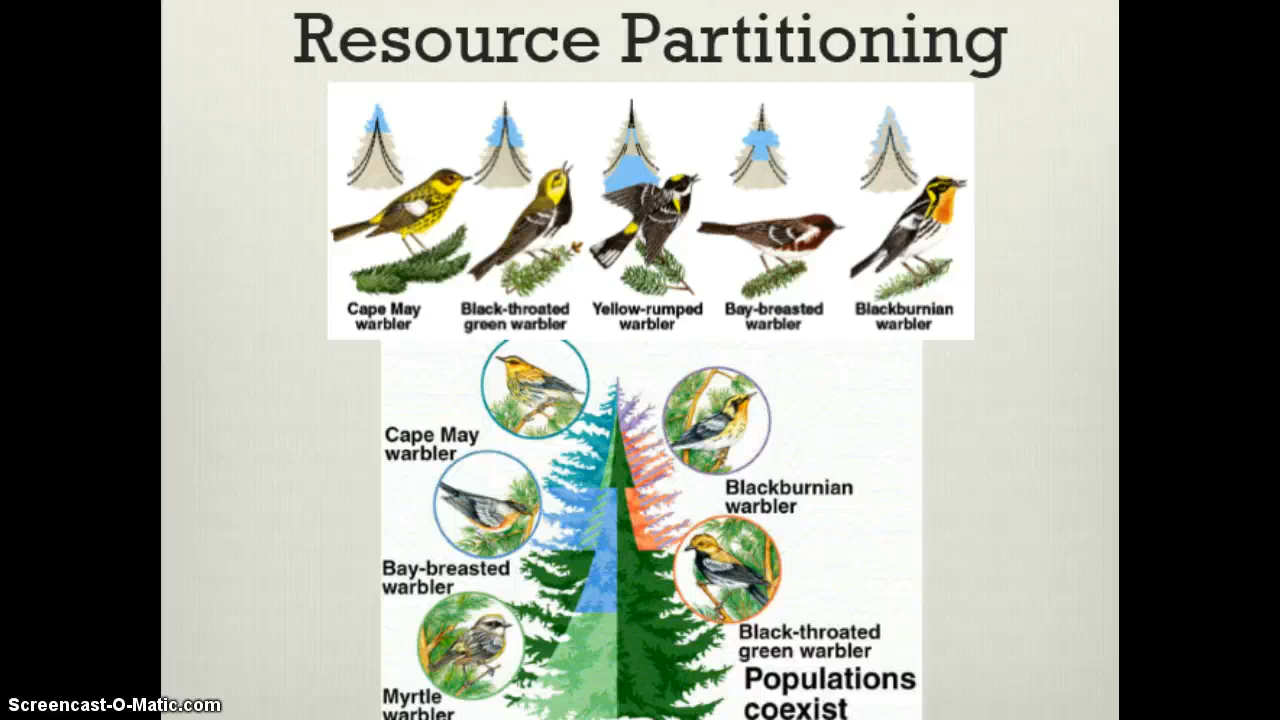 Resource Partitioning
Cape May
warbler
Black-throated
green warbler
Yellow-rumped
warbler
Bay-breasted
warbler
Blackburnian
warbler
Cape May
warbler
Blackburnian
warbler
Bay-breasted
warbler
Black-throated
green warbler
Myrtle
warbler
Populations
coexist
Screencast-O-Matic.com